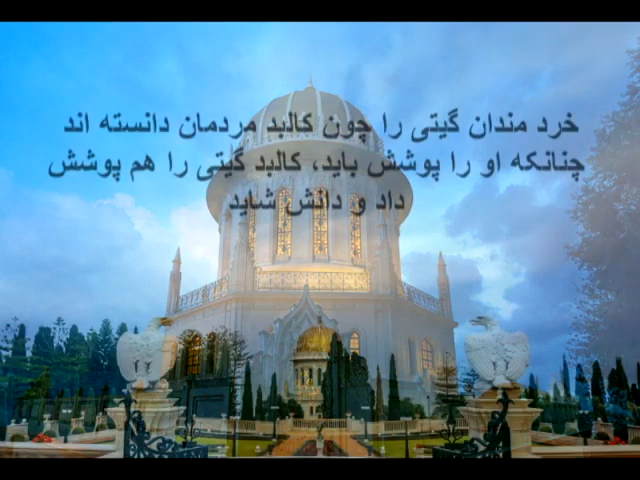 خرد مندان گیتی را چون کالبد مردمان دانسته اند
چنانکه او را پوشش باید، کالبد گیتی را هم پوشش
داد و دانش شاید